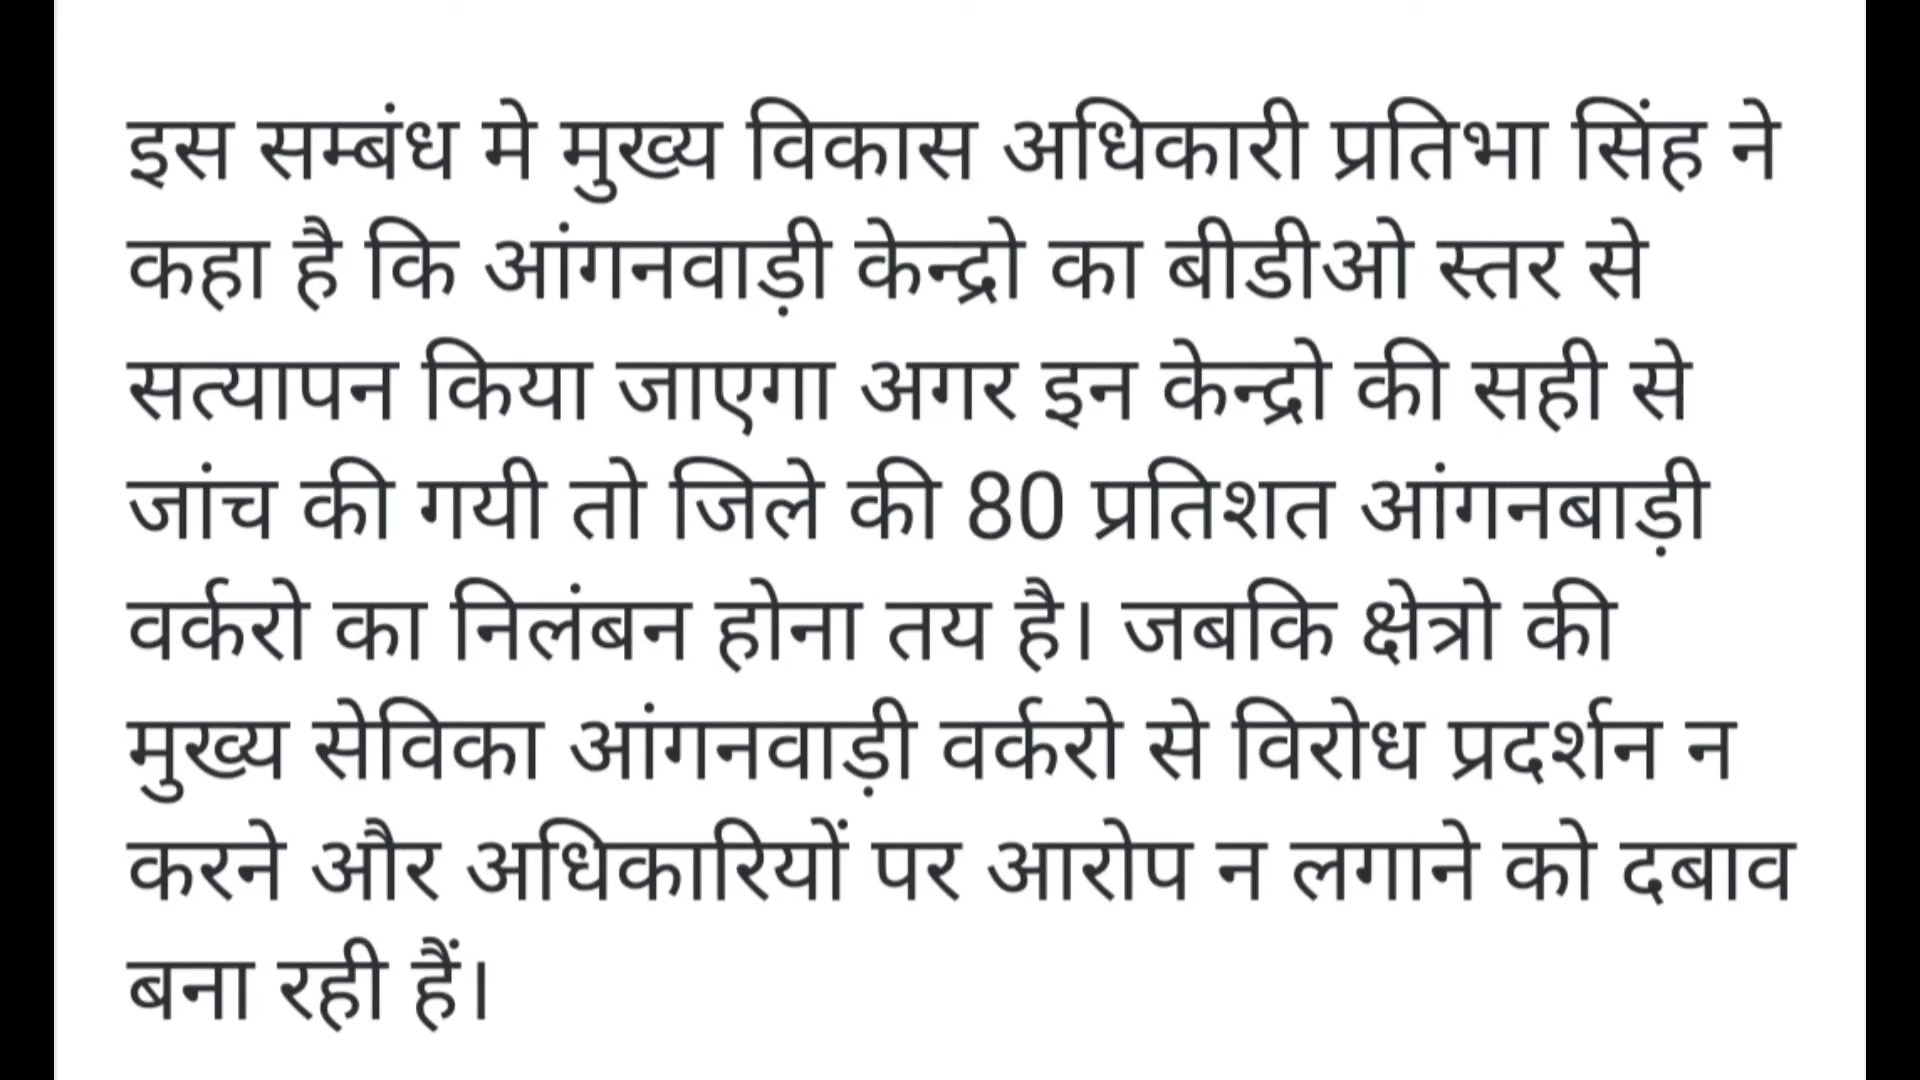 इस सम्बंध मे मुख्य विकास अधिकारी प्रतिभा सिंह ने
कहा है कि आंगनवाड़ी केन्द्रो का बीडीओ स्तर से
सत्यापन किया जाएगा अगर इन केन्द्रो की सही से
जांच की गयी तो जिले की 80 प्रतिशत आंगनबाड़ी
वर्करो का निलंबन होना तय है। जबकि क्षेत्रो की
मुख्य सेविका आंगनवाड़ी वर्करो से विरोध प्रदर्शन न
करने और अधिकारियों पर आरोप न लगाने को दबाव
बना रही हैं।